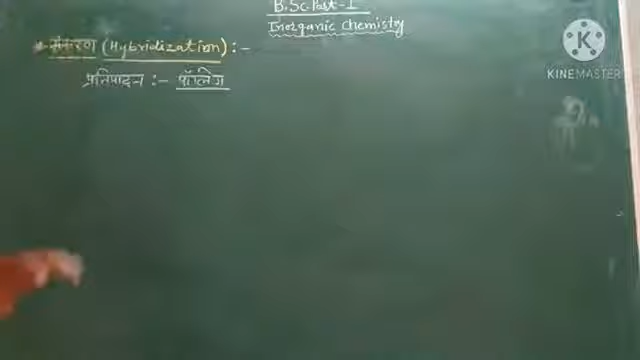 B.Sc. Part - I
Inorganic Chemistry
* संकरण (Hybridization) :-
प्रतिपादन :- पॉलिंग
KINEMASTER